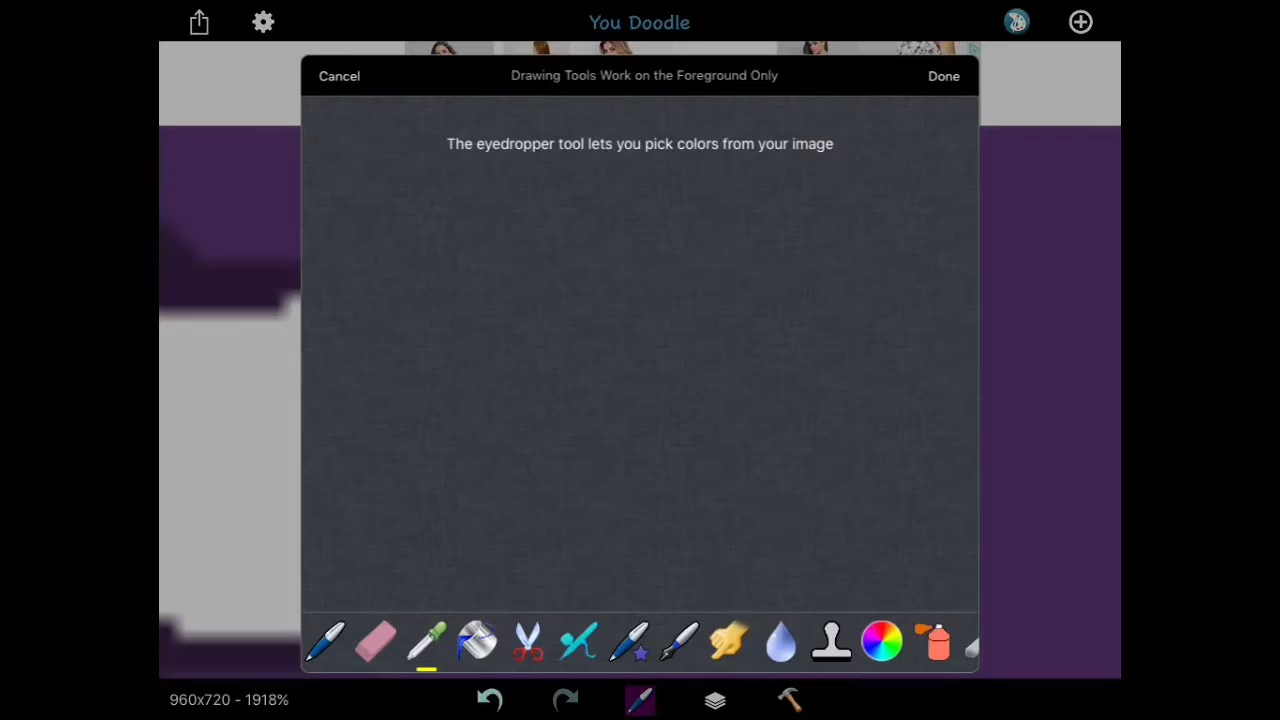 You Doodle
Cancel
Drawing Tools Work on the Foreground Only
Done
The eyedropper tool lets you pick colors from your image
960x720 - 1918%